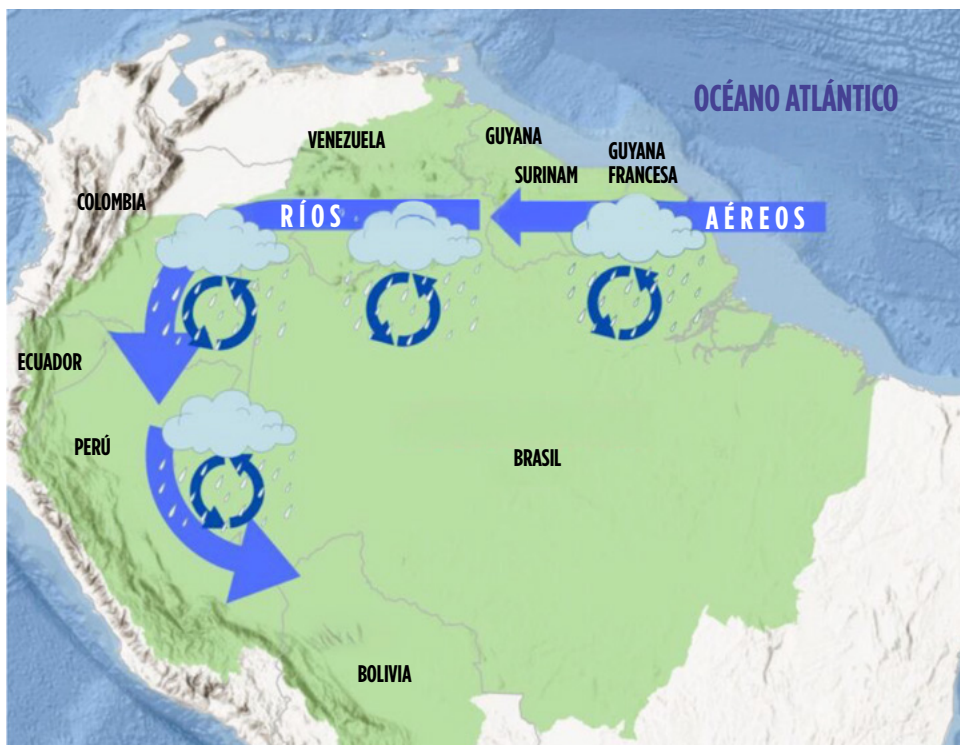 OCÉANO ATLÁNTICO
VENEZUELA
GUYANA
GUYANA
FRANCESA
SURINAM
COLOMBIA
RÍOS
AÉREOS
ECUADOR
PERÚ
BRASIL
BOLIVIA